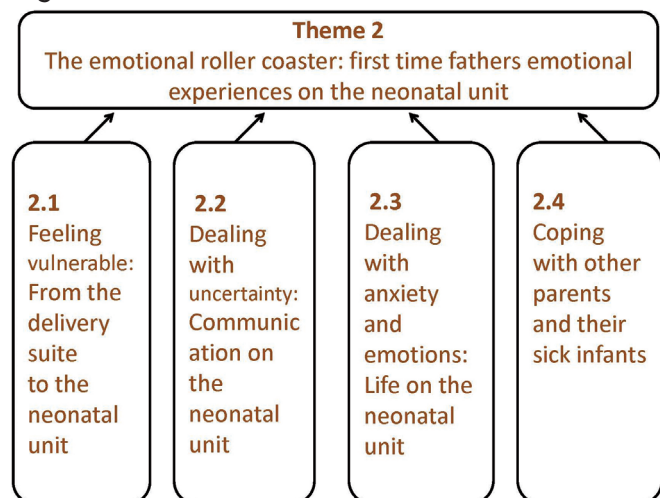 Theme 2
The emotional roller coaster: first time fathers emotional
experiences on the neonatal unit
2.1
Feeling
vulnerable:
From the
delivery
suite
to the
neonatal
unit
2.2
Dealing
with
uncertainty:
Communic
ation on
the
neonatal
unit
2.3
Dealing
with
anxiety
and
emotions:
Life on the
neonatal
unit
2.4
Coping
with other
parents
and their
sick infants